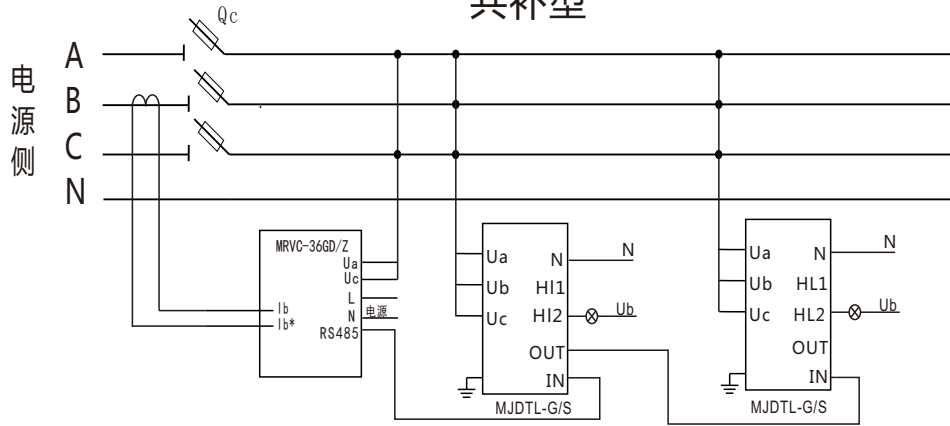 共补型
Qc
A
B
C
N
电源侧
MRVC-36GD/Z
Ua
Uc
L
N
电源
RS485
Ib
Ib*
Ua
Ub
Uc
N
HI1
HI2
OUT
IN
N
Ub
MJDTL-G/S
Ua
Ub
Uc
N
HL1
HL2
OUT
IN
N
Ub
MJDTL-G/S